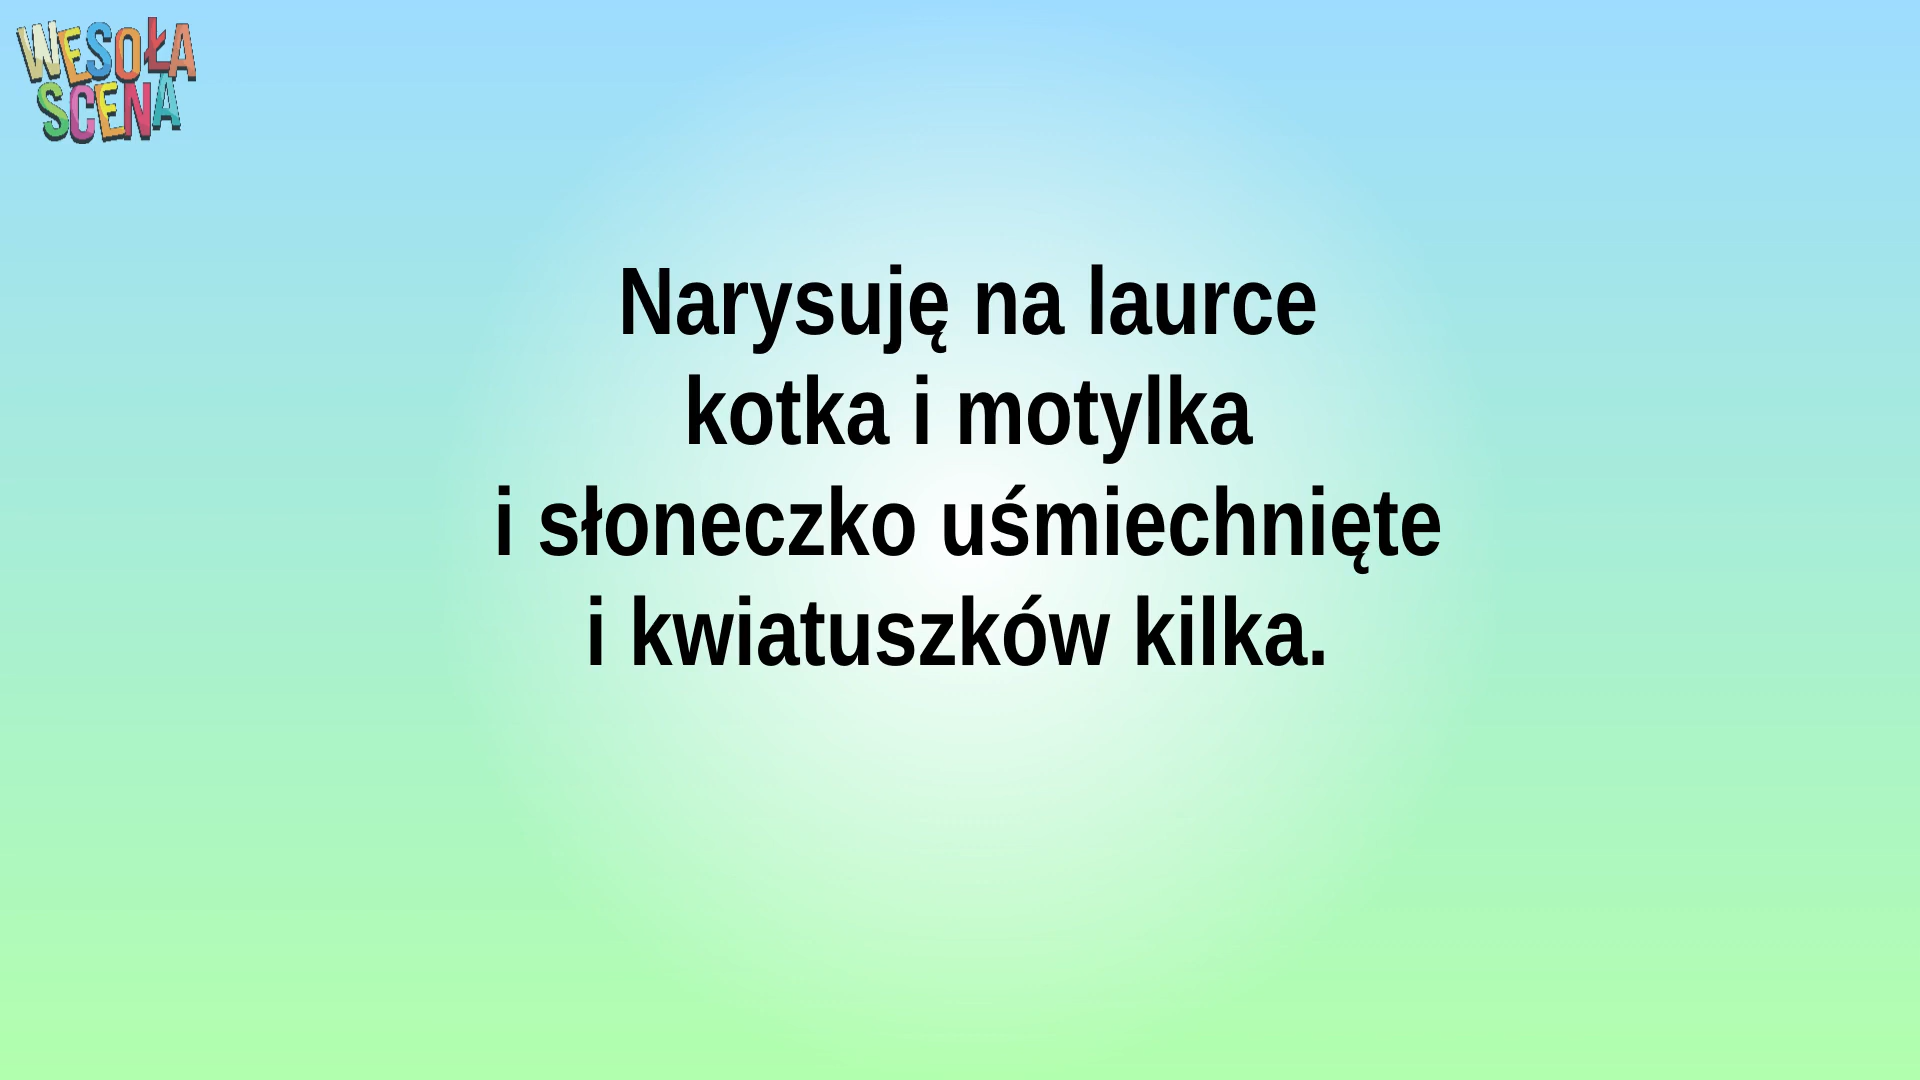 WESOŁA
SCENA
Narysuję na laurce
kotka i motylka
i słoneczko uśmiechnięte
i kwiatuszków kilka.